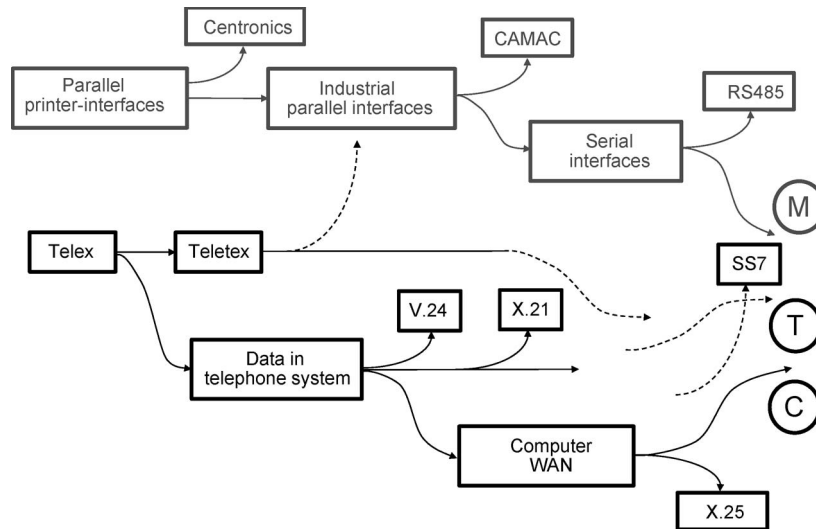 Centronics
CAMAC
Parallel
printer-interfaces
Industrial
parallel interfaces
RS485
Serial
interfaces
M
Telex
Teletex
SS7
V.24
X.21
T
Data in
telephone system
C
Computer
WAN
X.25